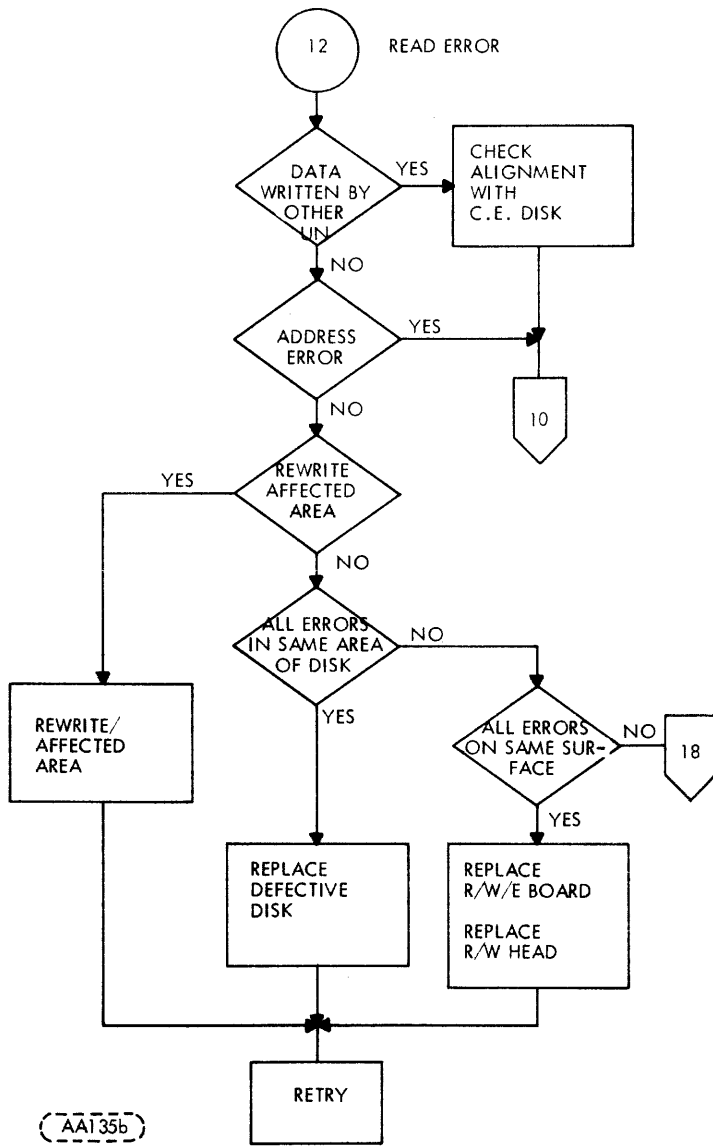 12
READ ERROR
DATA
WRITTEN BY
OTHER
UN
YES
CHECK
ALIGNMENT
WITH
C.E. DISK
NO
ADDRESS
ERROR
YES
10
NO
REWRITE
AFFECTED
AREA
YES
NO
ALL ERRORS
IN SAME AREA
OF DISK
NO
YES
REWRITE/
AFFECTED
AREA
ALL ERRORS
ON SAME SUR-
FACE
NO
18
YES
REPLACE
DEFECTIVE
DISK
REPLACE
R/W/E BOARD
REPLACE
R/W HEAD
RETRY
AA135b